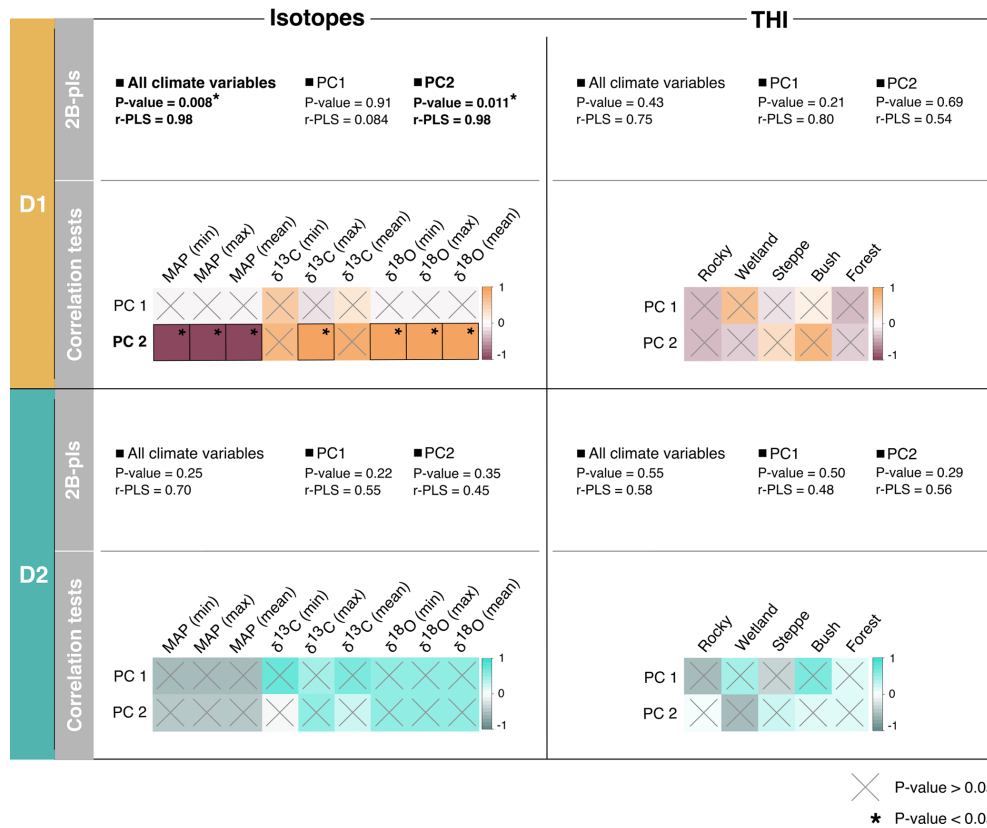 Isotopes
THI
D1
2B-pls
■ All climate variables
P-value = 0.008*
r-PLS = 0.98
■ PC1
P-value = 0.91
r-PLS = 0.084
■ PC2
P-value = 0.011*
r-PLS = 0.98
■ All climate variables
P-value = 0.43
r-PLS = 0.75
■ PC1
P-value = 0.21
r-PLS = 0.80
■ PC2
P-value = 0.69
r-PLS = 0.54
Correlation tests
MAP (min)
MAP (max)
MAP (mean)
δ¹³C (min)
δ¹³C (max)
δ¹³C (mean)
δ¹⁸O (min)
δ¹⁸O (max)
δ¹⁸O (mean)
PC 1
PC 2
* * * * * * *
1
0
-1
Rocky
Wetland
Steppe
Bush
Forest
PC 1
PC 2
1
0
-1
D2
2B-pls
■ All climate variables
P-value = 0.25
r-PLS = 0.70
■ PC1
P-value = 0.22
r-PLS = 0.55
■ PC2
P-value = 0.35
r-PLS = 0.45
■ All climate variables
P-value = 0.55
r-PLS = 0.58
■ PC1
P-value = 0.50
r-PLS = 0.48
■ PC2
P-value = 0.29
r-PLS = 0.56
Correlation tests
MAP (min)
MAP (max)
MAP (mean)
δ¹³C (min)
δ¹³C (max)
δ¹³C (mean)
δ¹⁸O (min)
δ¹⁸O (max)
δ¹⁸O (mean)
PC 1
PC 2
1
0
-1
Rocky
Wetland
Steppe
Bush
Forest
PC 1
PC 2
1
0
-1
P-value > 0.0
* P-value < 0.0